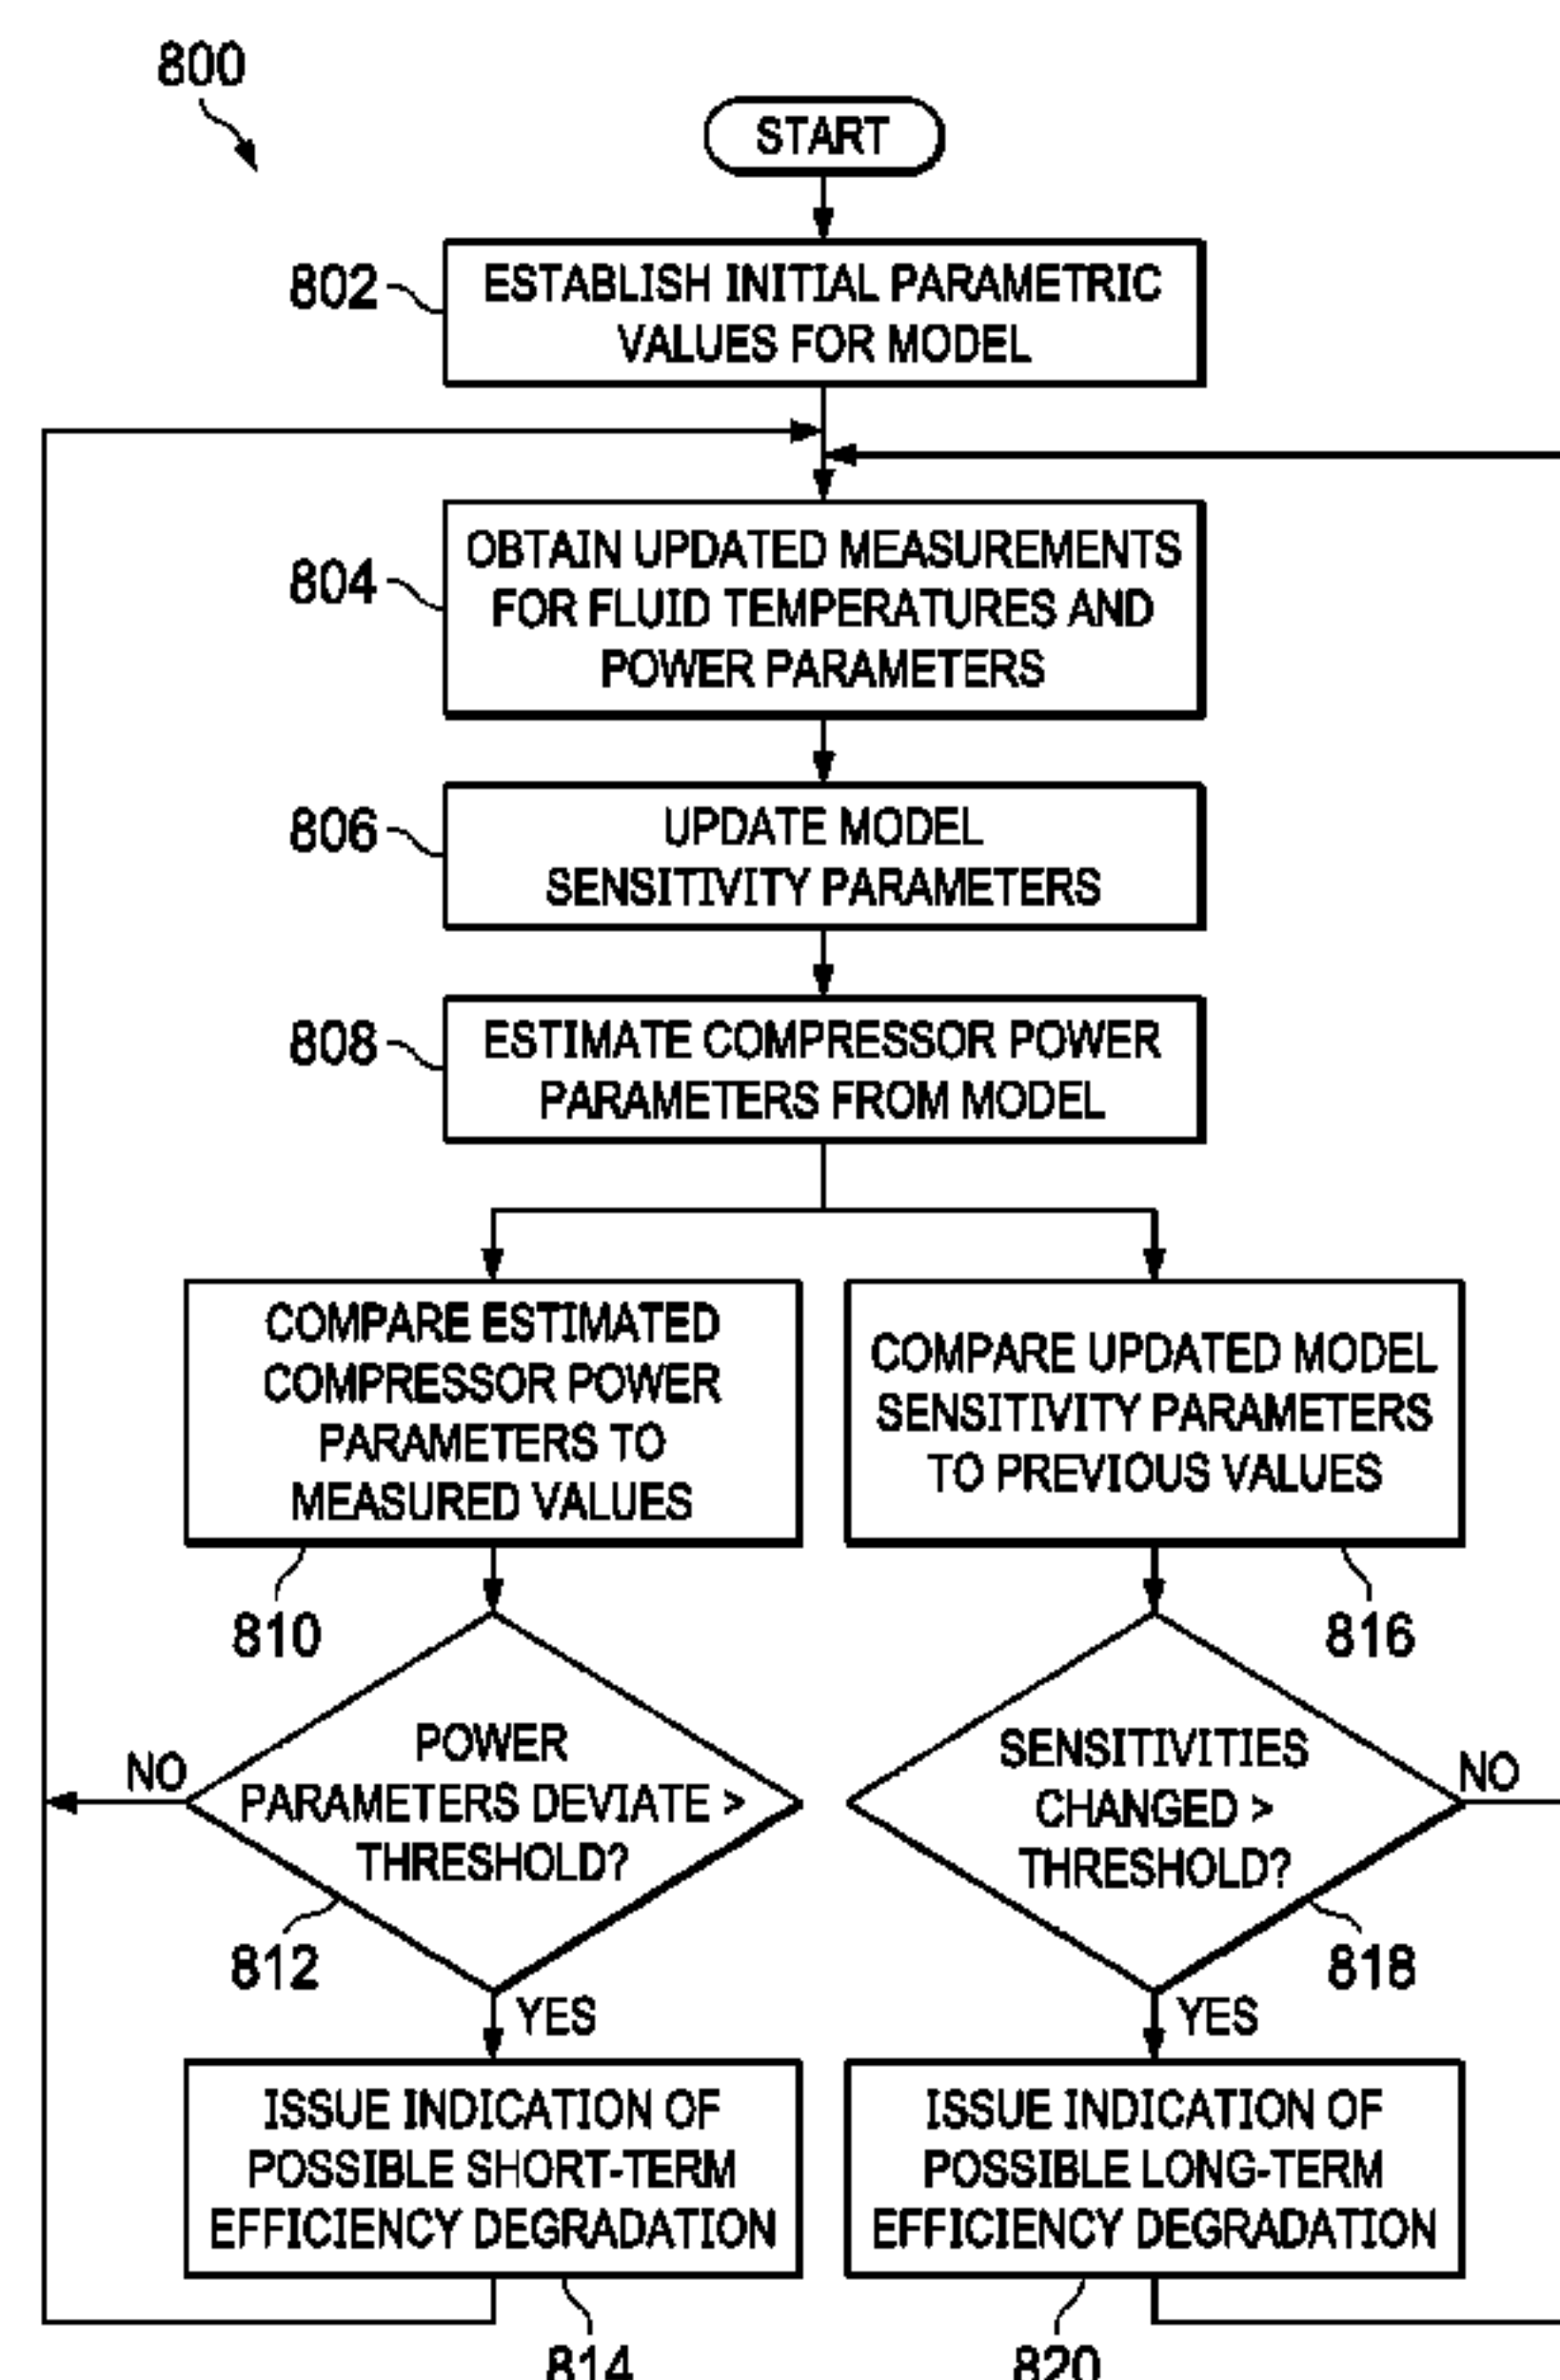 800
START
802
ESTABLISH INITIAL PARAMETRIC
VALUES FOR MODEL
804
OBTAIN UPDATED MEASUREMENTS
FOR FLUID TEMPERATURES AND
POWER PARAMETERS
806
UPDATE MODEL
SENSITIVITY PARAMETERS
808
ESTIMATE COMPRESSOR POWER
PARAMETERS FROM MODEL
COMPARE ESTIMATED
COMPRESSOR POWER
PARAMETERS TO
MEASURED VALUES
810
COMPARE UPDATED MODEL
SENSITIVITY PARAMETERS
TO PREVIOUS VALUES
816
POWER
PARAMETERS DEVIATE >
THRESHOLD?
NO
812
YES
SENSITIVITIES
CHANGED >
THRESHOLD?
NO
818
YES
ISSUE INDICATION OF
POSSIBLE SHORT-TERM
EFFICIENCY DEGRADATION
814
ISSUE INDICATION OF
POSSIBLE LONG-TERM
EFFICIENCY DEGRADATION
820